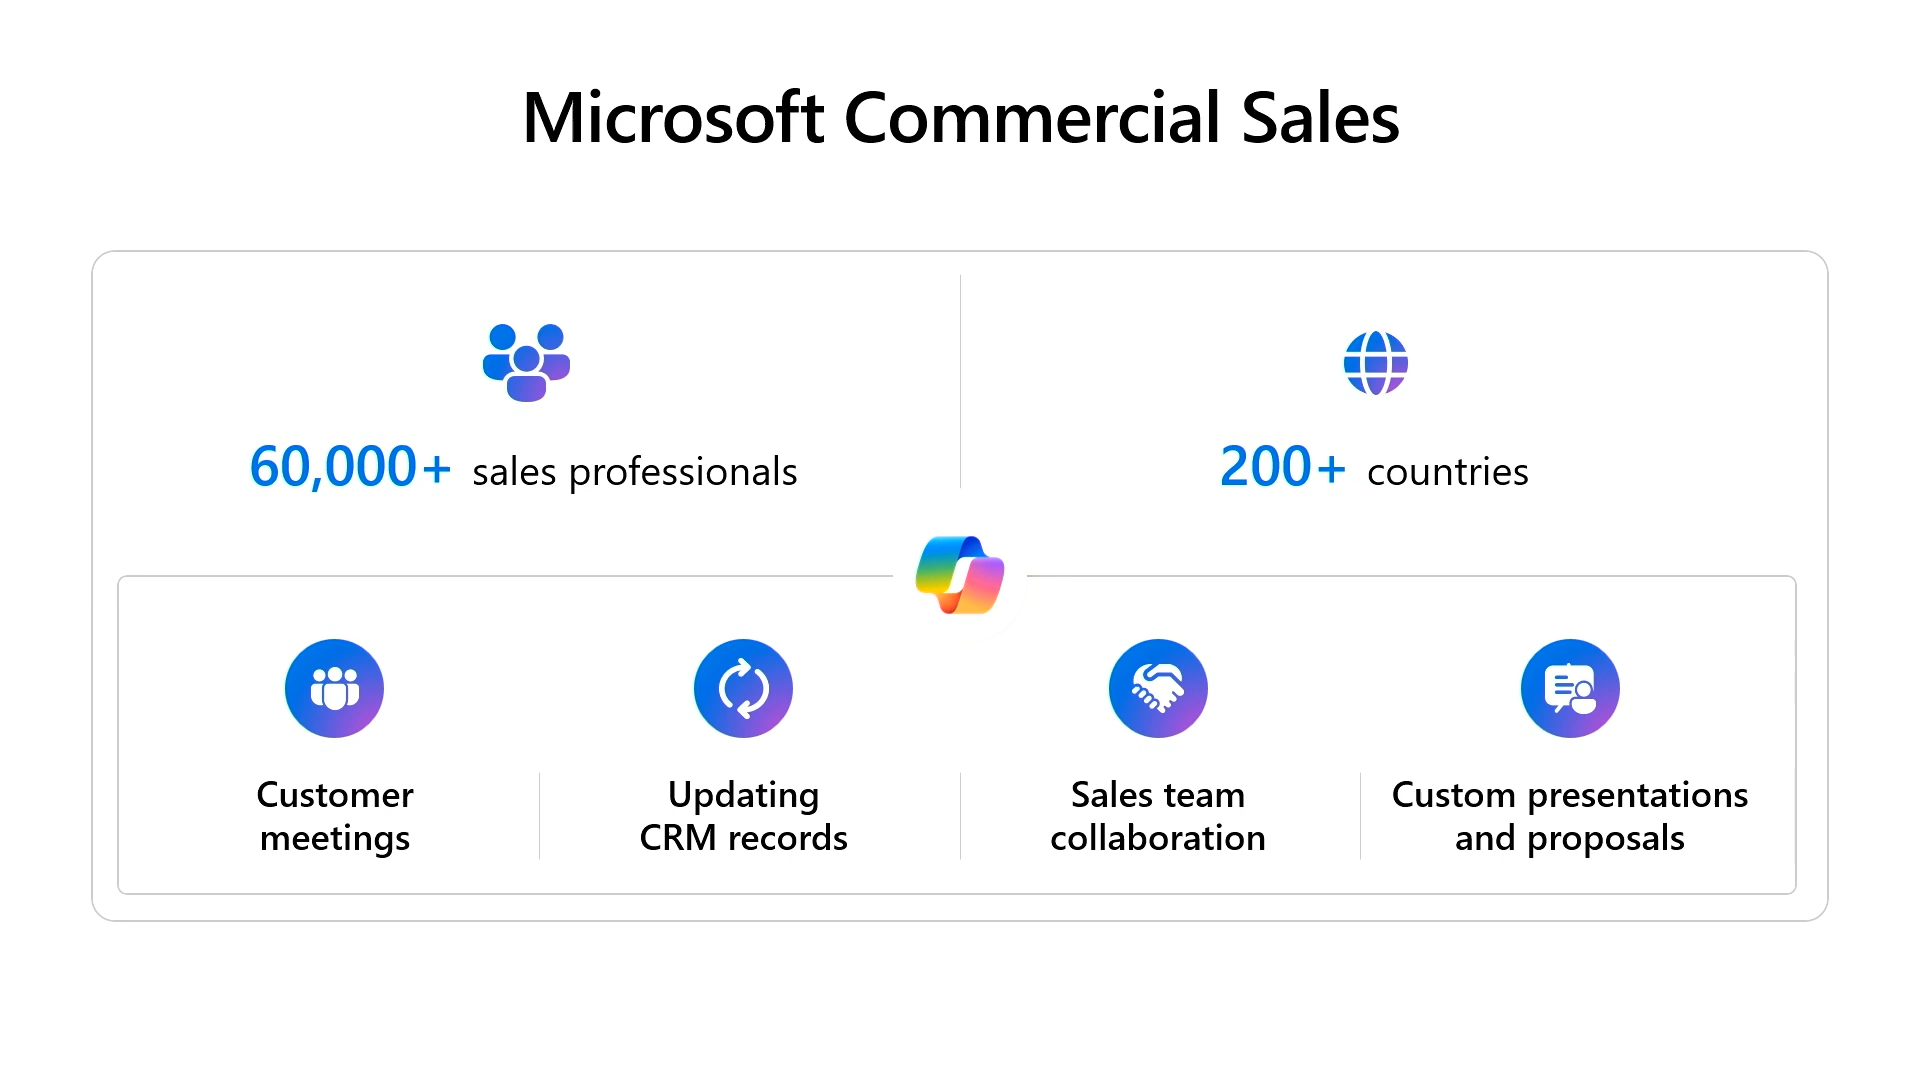 Microsoft Commercial Sales
60,000+ sales professionals
200+ countries
Customer
meetings
Updating
CRM records
Sales team
collaboration
Custom presentations
and proposals